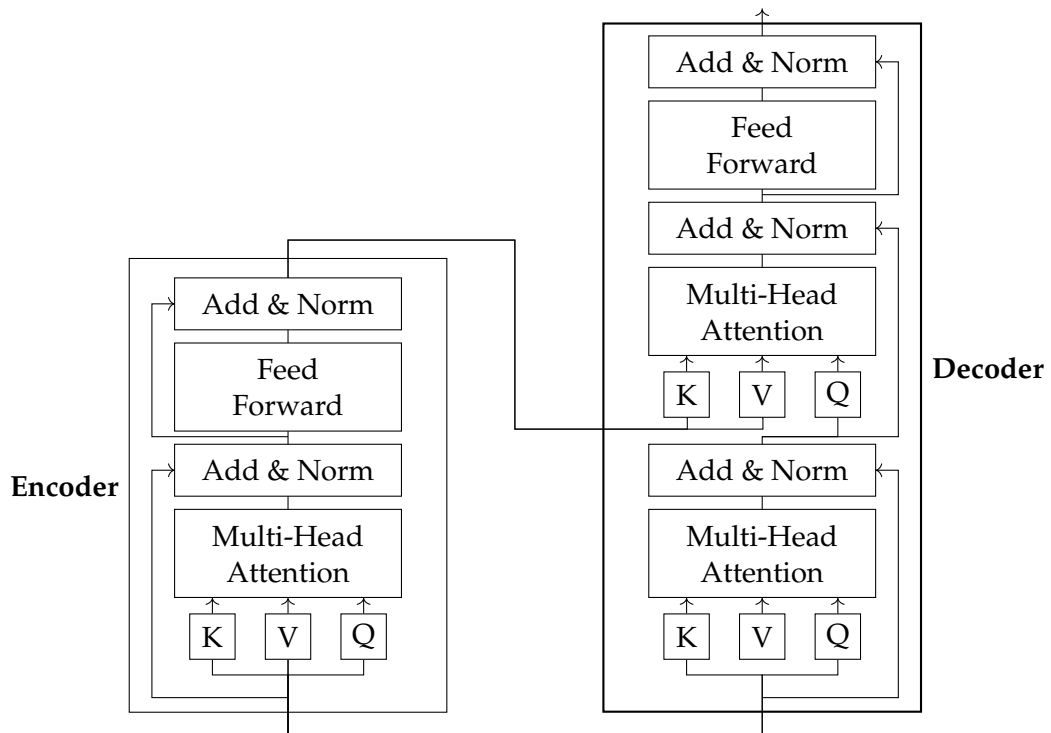 Add & Norm
Feed
Forward
Add & Norm
Multi-Head
Attention
K V Q
Add & Norm
Multi-Head
Attention
K V Q
Decoder
Add & Norm
Feed
Forward
Add & Norm
Multi-Head
Attention
K V Q
Encoder